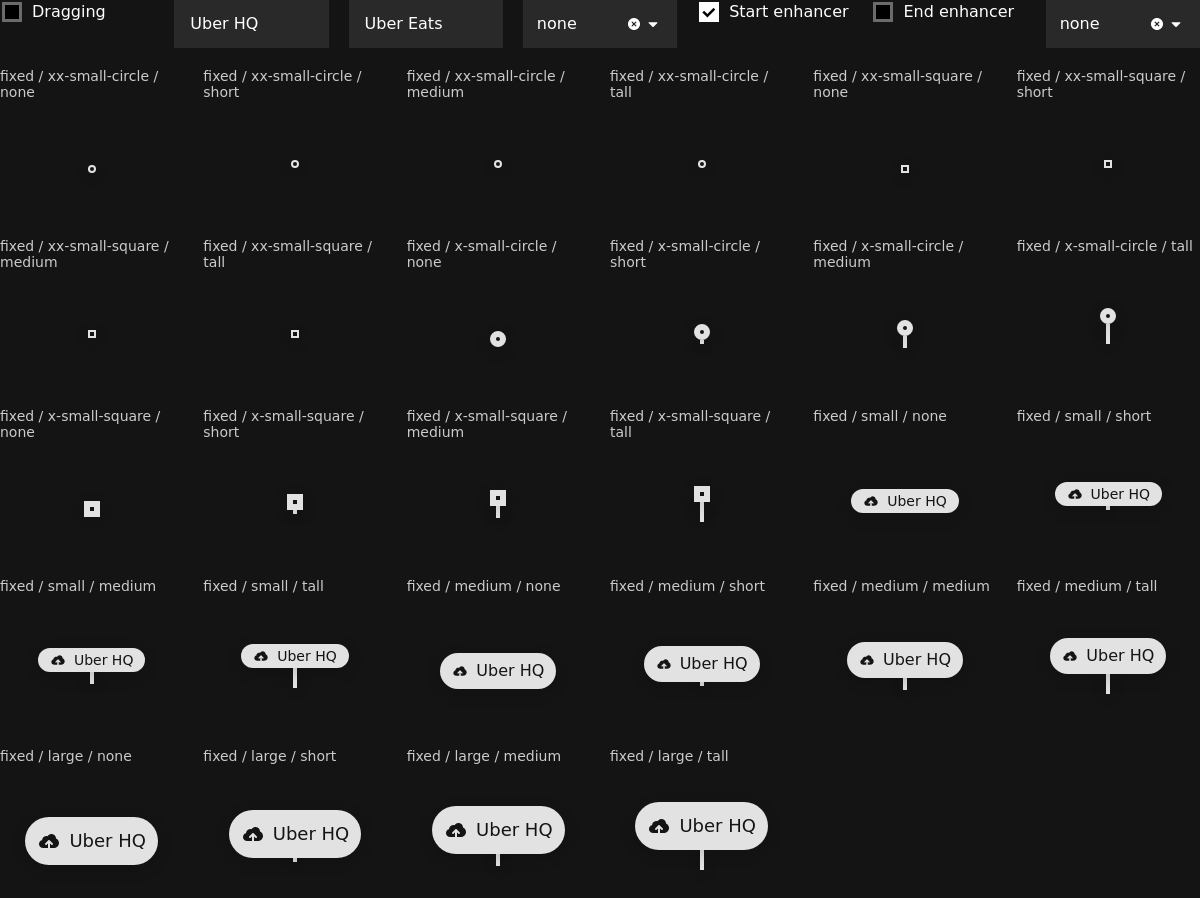 Dragging
Uber HQ
Uber Eats
none
Start enhancer
End enhancer
none
fixed / xx-small-circle /
none
fixed / xx-small-circle /
short
fixed / xx-small-circle /
medium
fixed / xx-small-circle /
tall
fixed / xx-small-square /
none
fixed / xx-small-square /
short
fixed / xx-small-square /
medium
fixed / xx-small-square /
tall
fixed / x-small-circle /
none
fixed / x-small-circle /
short
fixed / x-small-circle /
medium
fixed / x-small-circle / tall
fixed / x-small-square /
none
fixed / x-small-square /
short
fixed / x-small-square /
medium
fixed / x-small-square /
tall
fixed / small / none
Uber HQ
fixed / small / short
Uber HQ
fixed / small / medium
Uber HQ
fixed / small / tall
Uber HQ
fixed / medium / none
Uber HQ
fixed / medium / short
Uber HQ
fixed / medium / medium
Uber HQ
fixed / medium / tall
Uber HQ
fixed / large / none
Uber HQ
fixed / large / short
Uber HQ
fixed / large / medium
Uber HQ
fixed / large / tall
Uber HQ